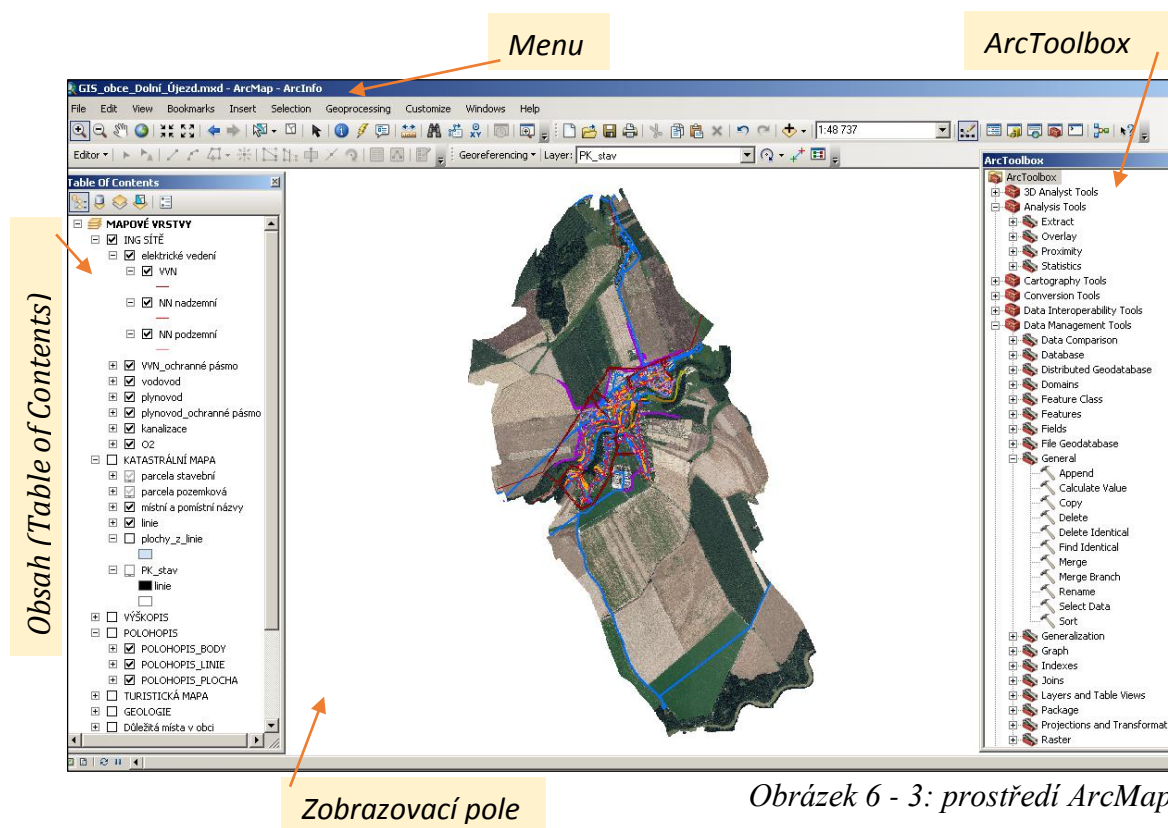 Menu
ArcToolbox
GIS_obce_Dolní_Újezd.mxd - ArcMap - ArcInfo
File Edit View Bookmarks Insert Selection Geoprocessing Customize Windows Help
1:48 737
Editor Georeferencing Layer: PK_stav
Table Of Contents
MAPOVÉ VRSTVY
ING SÍTĚ
elektrické vedení
VVN
NN nadzemní
NN podzemní
VVN_ochranné pásmo
vodovod
plynovod
plynovod_ochranné pásmo
kanalizace
O2
KATASTRÁLNÍ MAPA
parcela stavební
parcela pozemková
místní a pomístní názvy
linie
plochy_z_linie
PK_stav
linie
VÝŠKOPIS
POLOHOPIS
POLOHOPIS_BODY
POLOHOPIS_LINIE
POLOHOPIS_PLOCHA
TURISTICKÁ MAPA
GEOLOGIE
Důležitá místa v obci
Obsah (Table of Contents)
ArcToolbox
ArcToolbox
3D Analyst Tools
Analysis Tools
Extract
Overlay
Proximity
Statistics
Cartography Tools
Conversion Tools
Data Interoperability Tools
Data Management Tools
Data Comparison
Database
Distributed Geodatabase
Domains
Feature Class
Features
Fields
File Geodatabase
General
Append
Calculate Value
Copy
Delete
Delete Identical
Find Identical
Merge
Merge Branch
Rename
Select Data
Sort
Generalization
Graph
Indexes
Joins
Layers and Table Views
Package
Projections and Transformat
Raster
Zobrazovací pole
Obrázek 6 - 3: prostředí ArcMap